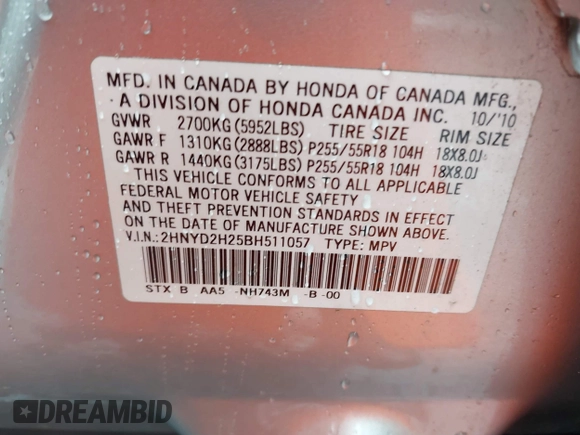 MFD. IN CANADA BY HONDA OF CANADA MFG.,
A DIVISION OF HONDA CANADA INC. 10/'10
GVWR 2700KG(5952LBS) TIRE SIZE RIM SIZE
GAWR F 1310KG(2888LBS) P255/55R18 104H 18X8.0J
GAWR R 1440KG(3175LBS) P255/55R18 104H 18X8.0J
THIS VEHICLE CONFORMS TO ALL APPLICABLE
FEDERAL MOTOR VEHICLE SAFETY
AND THEFT PREVENTION STANDARDS IN EFFECT
ON THE DATE OF MANUFACTURE SHOWN ABOVE.
V.I.N.:2HNYD2H25BH511057 TYPE: MPV
STX B AA5 -NH743M -B -00
DREAMBID